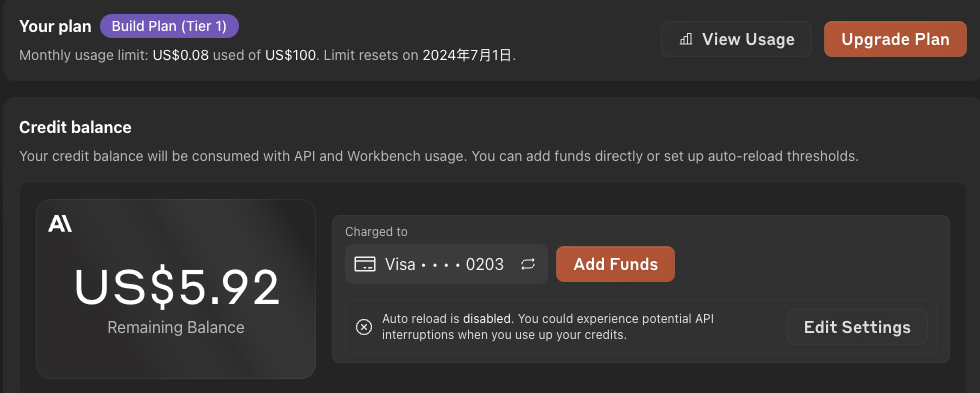 Your plan Build Plan (Tier 1)
Monthly usage limit: US$0.08 used of US$100. Limit resets on 2024年7月1日.
View Usage
Upgrade Plan
Credit balance
Your credit balance will be consumed with API and Workbench usage. You can add funds directly or set up auto-reload thresholds.
A\
US$5.92
Remaining Balance
Charged to
Visa • • • • 0203
Add Funds
Auto reload is disabled. You could experience potential API
interruptions when you use up your credits.
Edit Settings